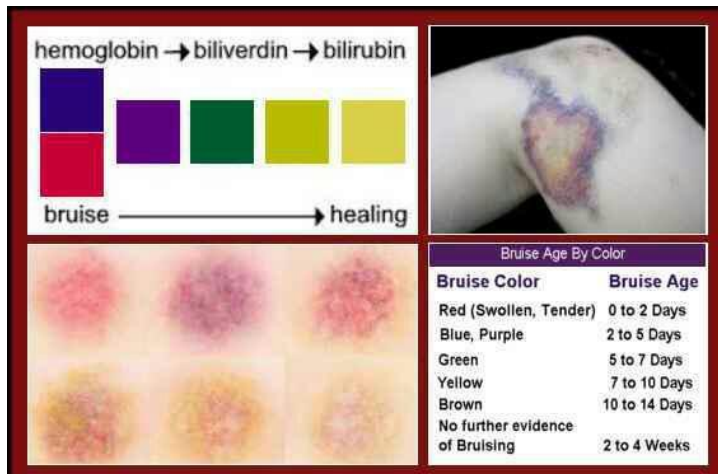 hemoglobin → biliverdin → bilirubin
bruise → healing
Bruise Age By Color
Bruise Color Bruise Age
Red (Swollen, Tender) 0 to 2 Days
Blue, Purple 2 to 5 Days
Green 5 to 7 Days
Yellow 7 to 10 Days
Brown 10 to 14 Days
No further evidence
of Bruising 2 to 4 Weeks